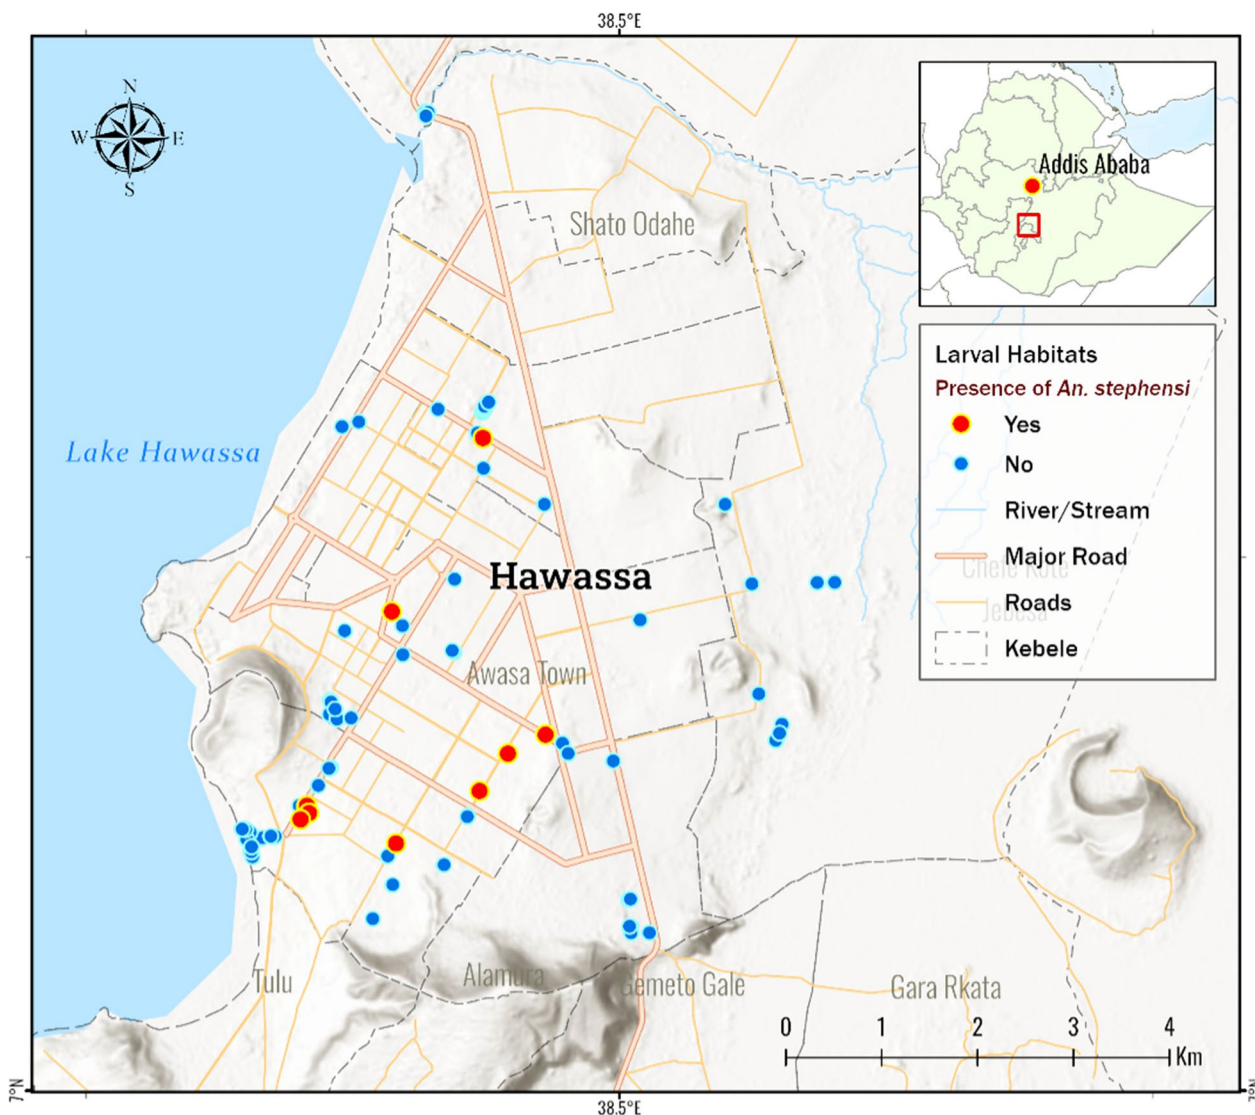 38.5°E
N
W
E
S
Addis Ababa
Shato Odahe
Larval Habitats
Presence of An. stephensi
Yes
No
River/Stream
Major Road
Chefe Kote
Jebesa
Roads
Kebele
Lake Hawassa
Hawassa
Awasa Town
Tulu
Alamura
Gemeto Gale
Gara Rkata
0
1
2
3
4
Km
7°N
38.5°E